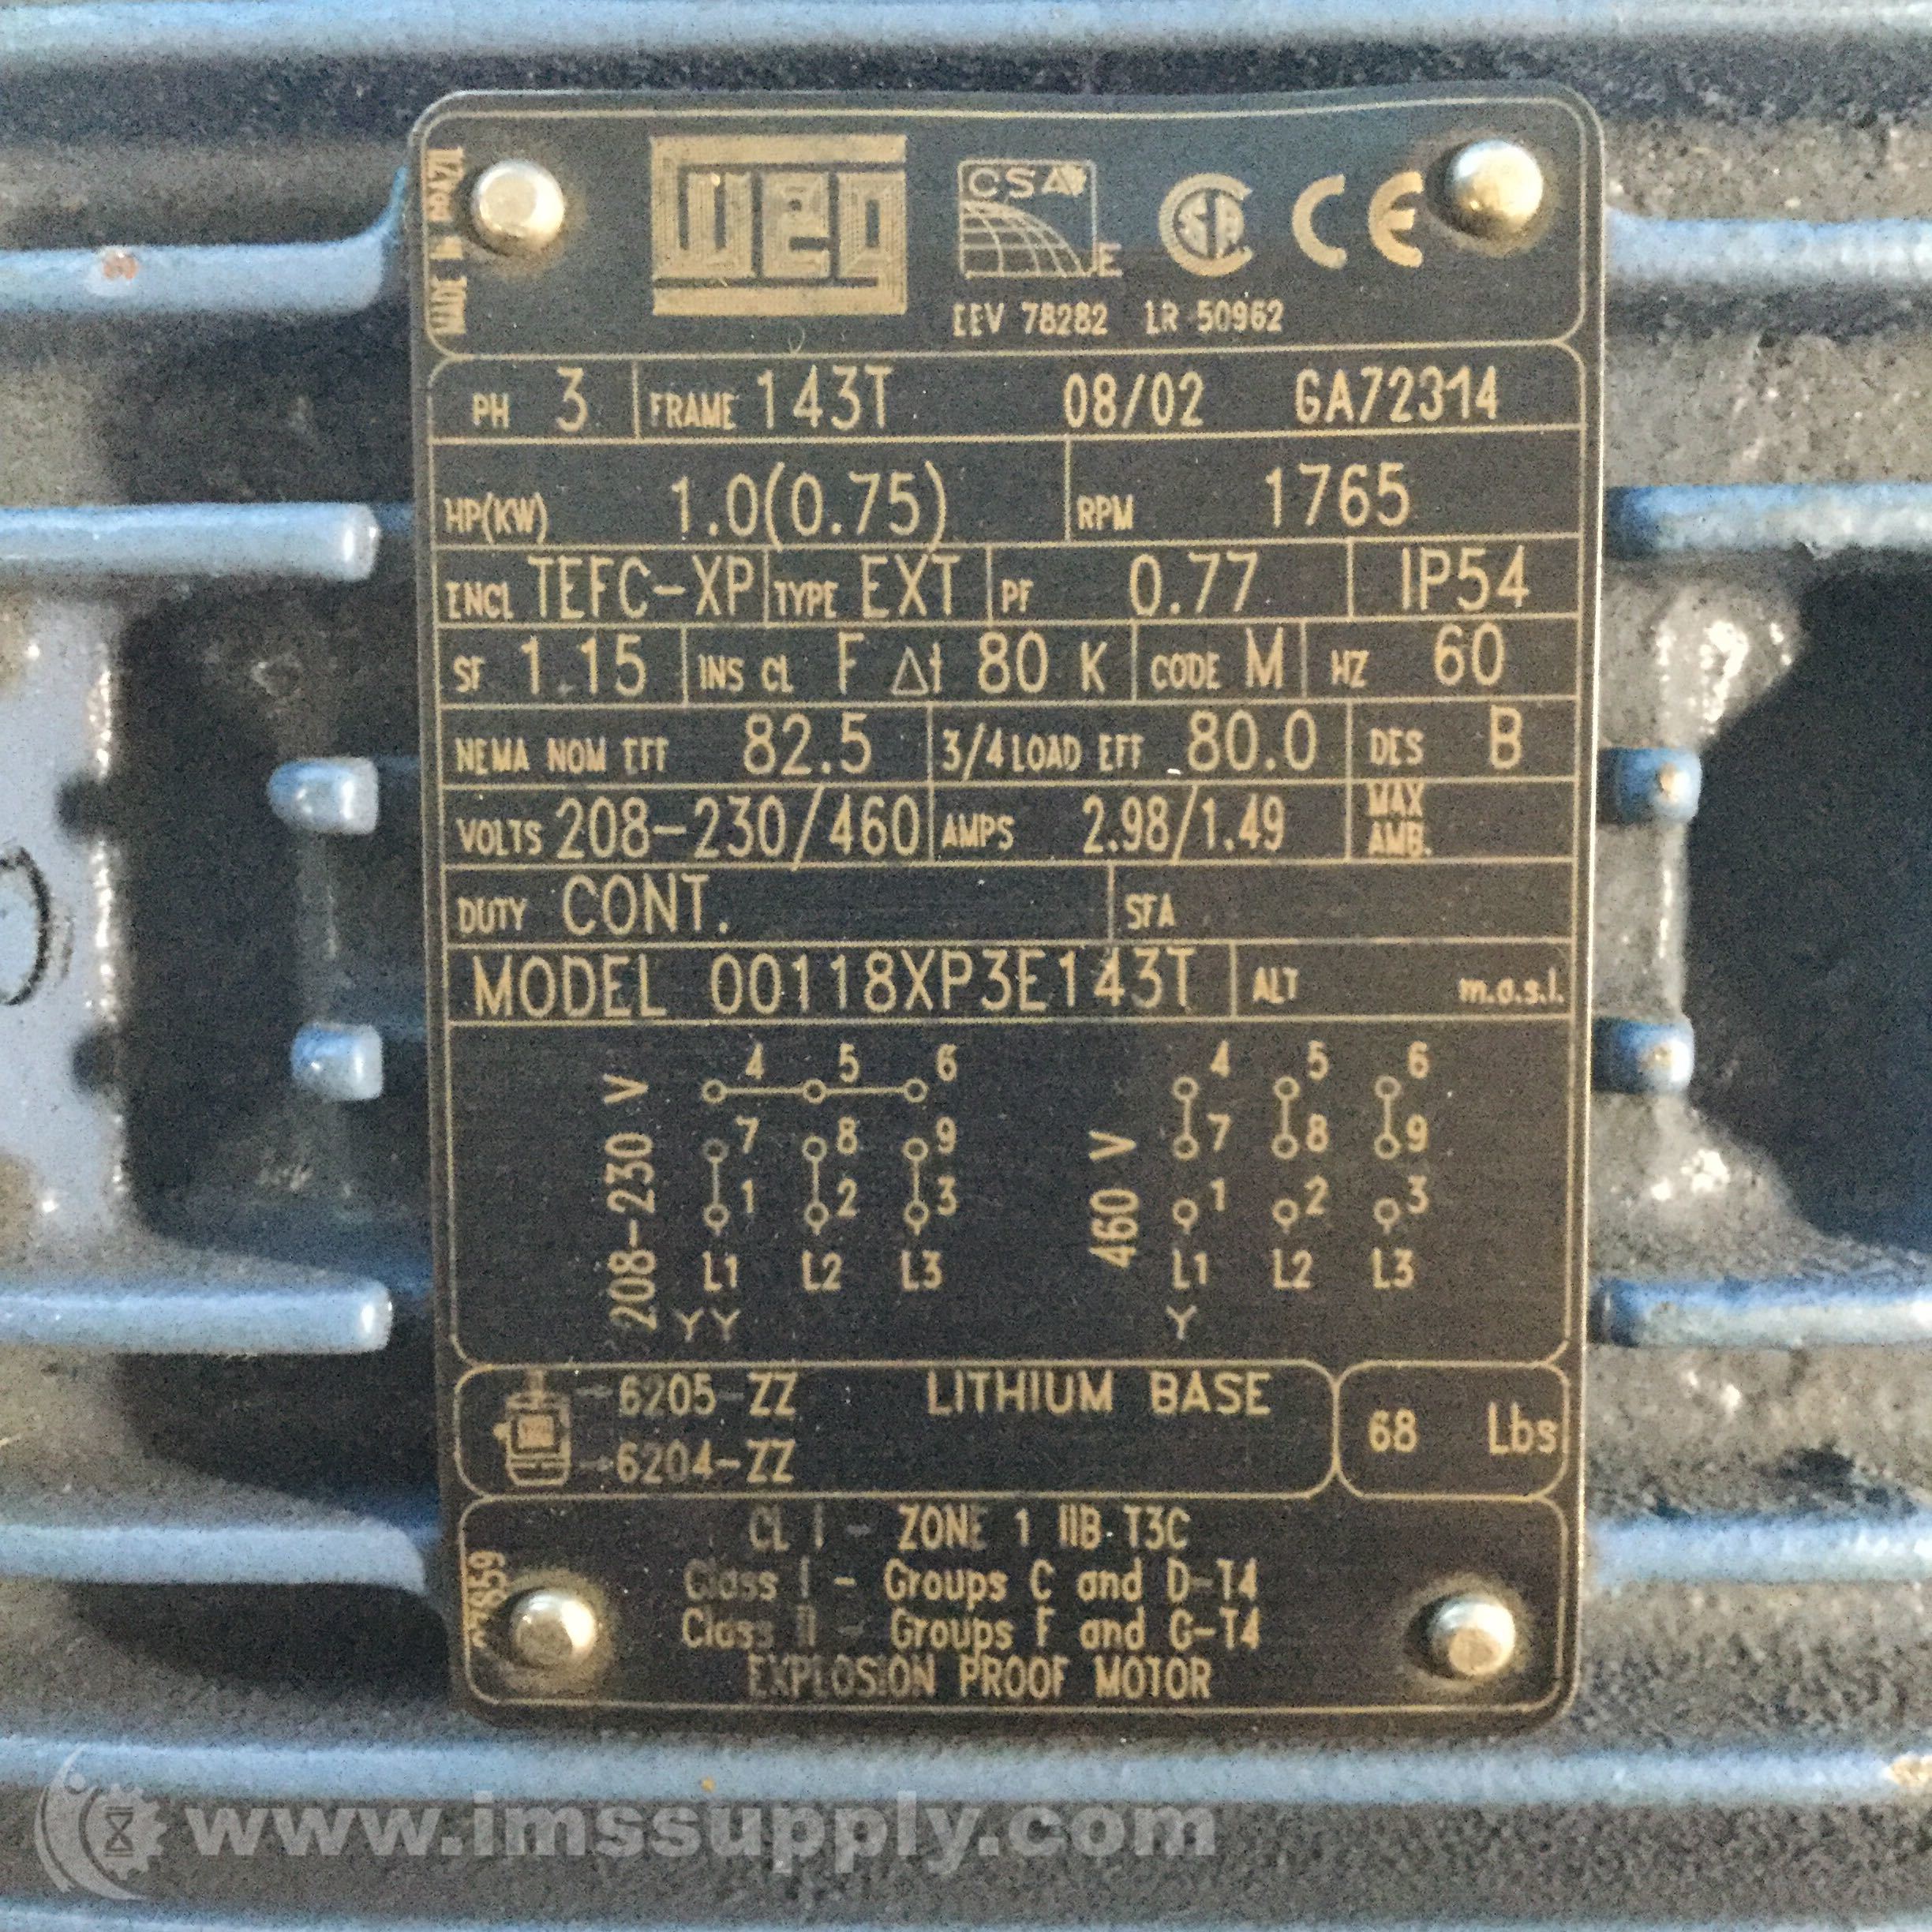 MADE IN BRAZIL
WEG
CSA E SA CE
EEV 78282 LR 50962
PH 3 FRAME 143T 08/02 GA72314
HP(KW) 1.0(0.75) RPM 1765
ENCL TEFC-XP TYPE EXT PF 0.77 IP54
SF 1.15 INS CL F Δt 80 K CODE M HZ 60
NEMA NOM EFF 82.5 3/4 LOAD EFF 80.0 DES B
VOLTS 208-230/460 AMPS 2.98/1.49 MAX AMB.
DUTY CONT. SFA
MODEL 00118XP3E143T ALT m.a.s.l.
208-230 V
4 5 6
7 8 9
1 2 3
L1 L2 L3
YY
460 V
4 5 6
7 8 9
1 2 3
L1 L2 L3
Y
6205-ZZ LITHIUM BASE
6204-ZZ
68 Lbs
CL I - ZONE 1 IIB T3C
Class I - Groups C and D-T4
Class II - Groups F and G-T4
EXPLOSION PROOF MOTOR
www.imssupply.com